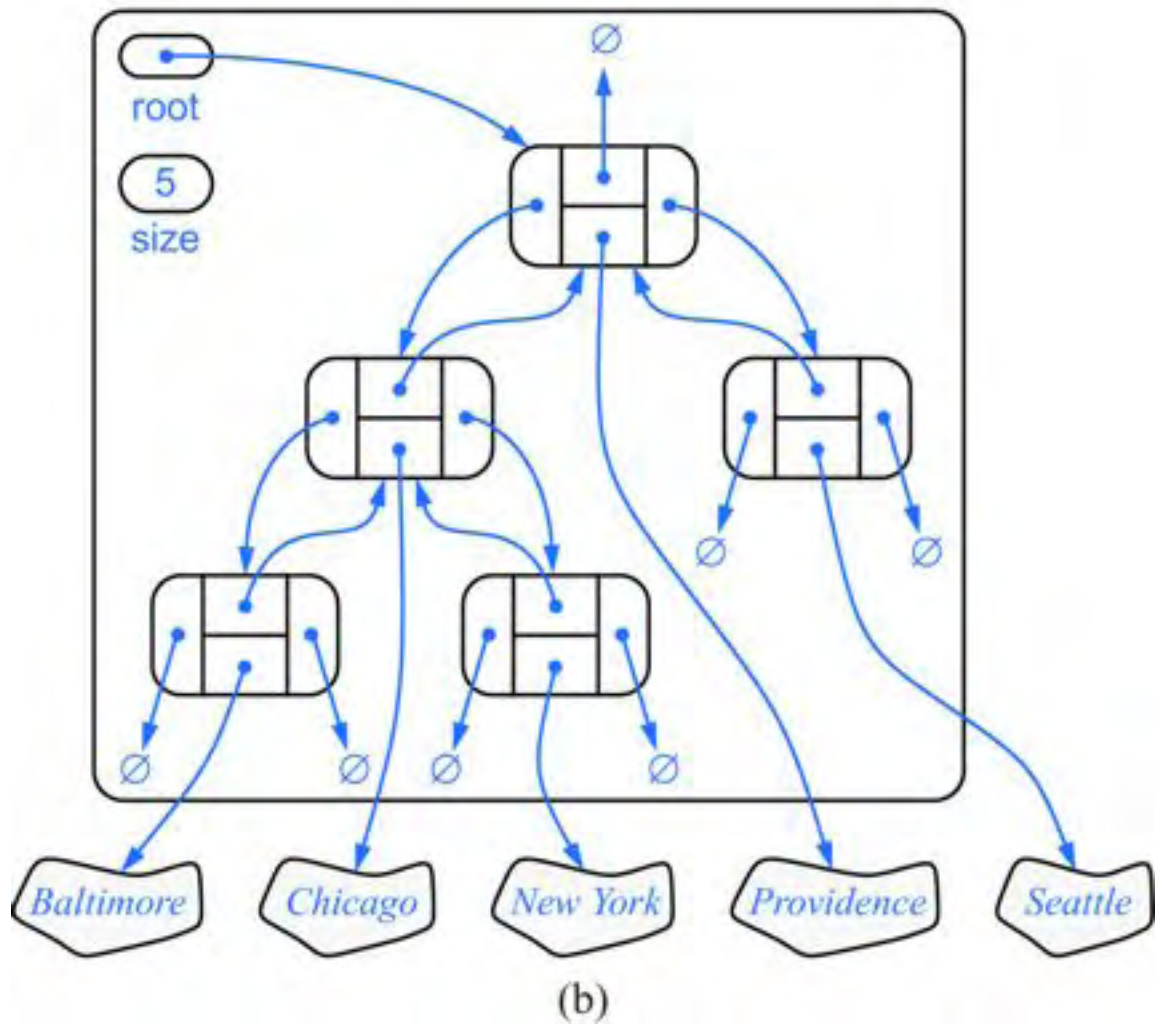 ∅
root
5
size
∅ ∅
∅ ∅ ∅ ∅
Baltimore Chicago New York Providence Seattle
(b)